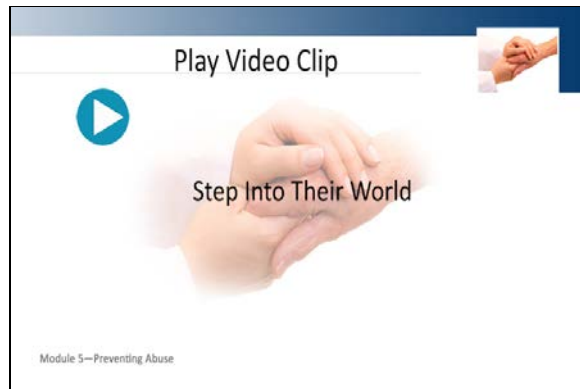 Play Video Clip
Step Into Their World
Module 5—Preventing Abuse